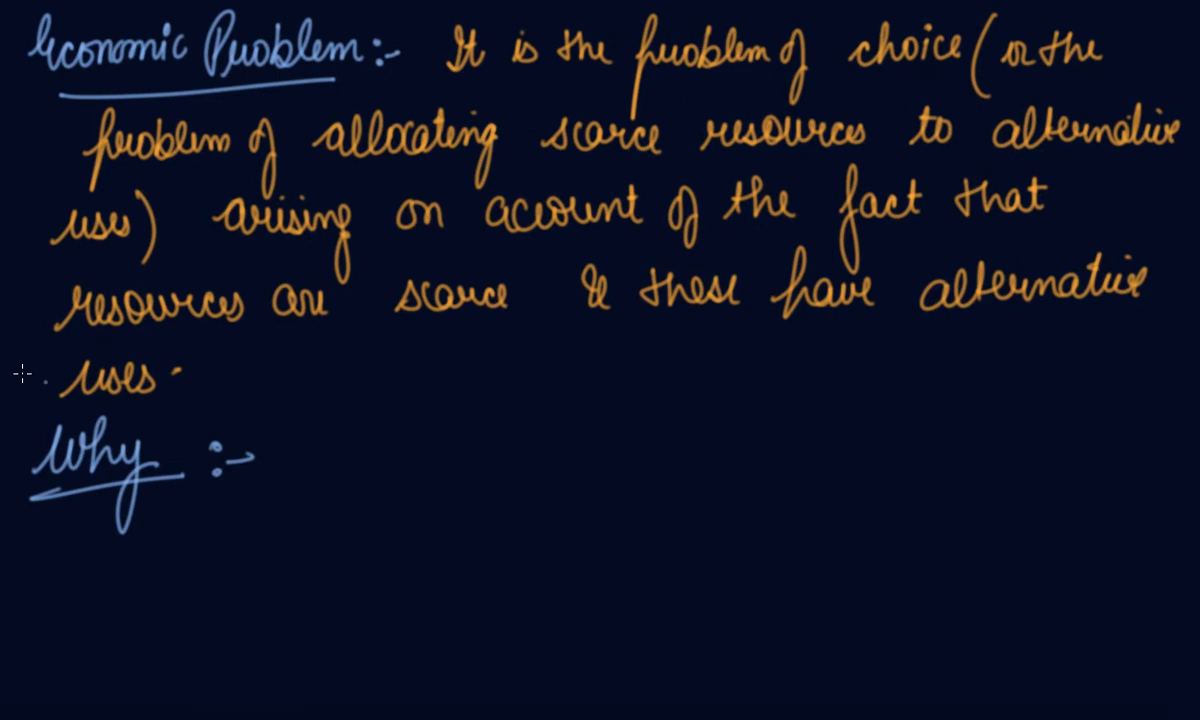 Economic Problem :- It is the problem of choice ( or the
problem of allocating scarce resources to alternative
uses ) arising on account of the fact that
resources are scarce & these have alternative
uses .
Why :-